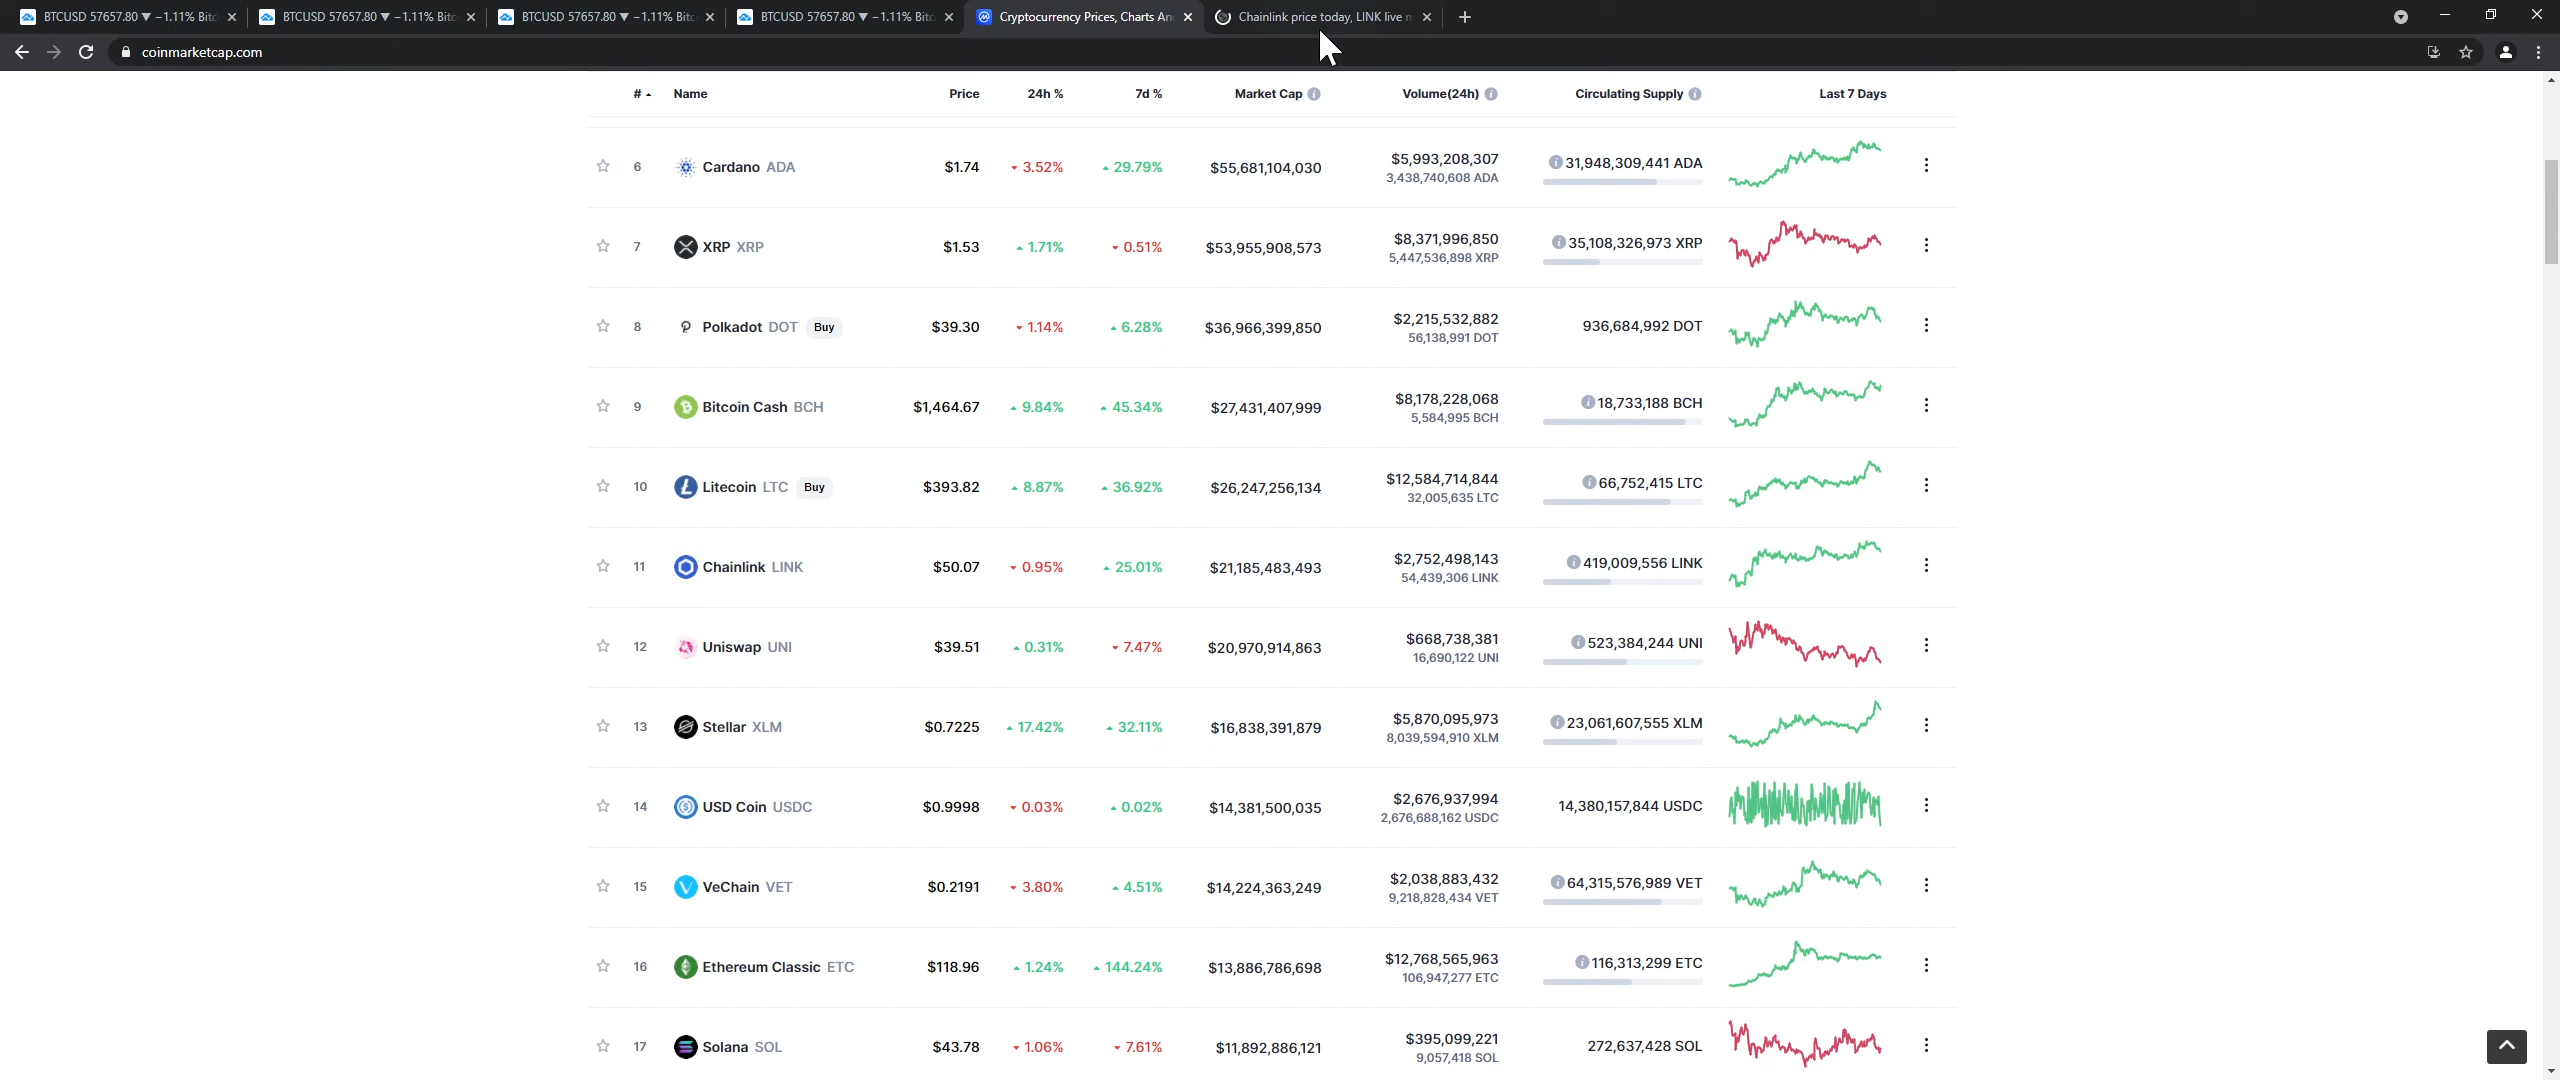 BTCUSD 57657.80 ▼ −1.11% Bitc BTCUSD 57657.80 ▼ −1.11% Bitc BTCUSD 57657.80 ▼ −1.11% Bitc BTCUSD 57657.80 ▼ −1.11% Bitc Cryptocurrency Prices, Charts An Chainlink price today, LINK live m
coinmarketcap.com
# Name Price 24h % 7d % Market Cap Volume(24h) Circulating Supply Last 7 Days
6 Cardano ADA $1.74 3.52% 29.79% $55,681,104,030 $5,993,208,307 31,948,309,441 ADA
3,438,740,608 ADA
7 XRP XRP $1.53 1.71% 0.51% $53,955,908,573 $8,371,996,850 35,108,326,973 XRP
5,447,536,898 XRP
8 Polkadot DOT Buy $39.30 1.14% 6.28% $36,966,399,850 $2,215,532,882 936,684,992 DOT
56,138,991 DOT
9 Bitcoin Cash BCH $1,464.67 9.84% 45.34% $27,431,407,999 $8,178,228,068 18,733,188 BCH
5,584,995 BCH
10 Litecoin LTC Buy $393.82 8.87% 36.92% $26,247,256,134 $12,584,714,844 66,752,415 LTC
32,005,635 LTC
11 Chainlink LINK $50.07 0.95% 25.01% $21,185,483,493 $2,752,498,143 419,009,556 LINK
54,439,306 LINK
12 Uniswap UNI $39.51 0.31% 7.47% $20,970,914,863 $668,738,381 523,384,244 UNI
16,690,122 UNI
13 Stellar XLM $0.7225 17.42% 32.11% $16,838,391,879 $5,870,095,973 23,061,607,555 XLM
8,039,594,910 XLM
14 USD Coin USDC $0.9998 0.03% 0.02% $14,381,500,035 $2,676,937,994 14,380,157,844 USDC
2,676,688,162 USDC
15 VeChain VET $0.2191 3.80% 4.51% $14,224,363,249 $2,038,883,432 64,315,576,989 VET
9,218,828,434 VET
16 Ethereum Classic ETC $118.96 1.24% 144.24% $13,886,786,698 $12,768,565,963 116,313,299 ETC
106,947,277 ETC
17 Solana SOL $43.78 1.06% 7.61% $11,892,886,121 $395,099,221 272,637,428 SOL
9,057,418 SOL